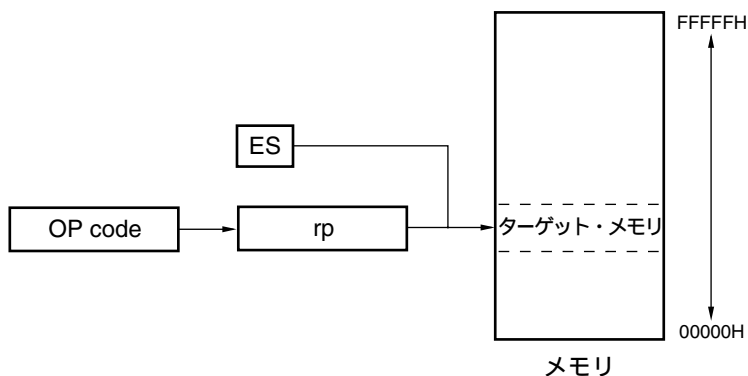 FFFFFH
ES
OP code
rp
ターゲット・メモリ
00000H
メモリ